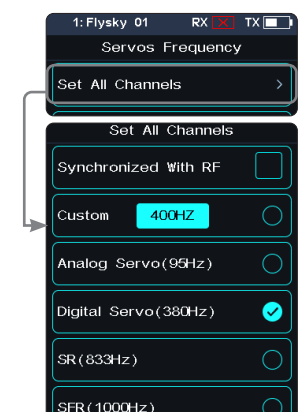 1: Flysky 01 RX TX
Servos Frequency
Set All Channels >
Set All Channels
Synchronized With RF
Custom 400HZ
Analog Servo(95Hz)
Digital Servo(380Hz)
SR(833Hz)
SFR(1000Hz)